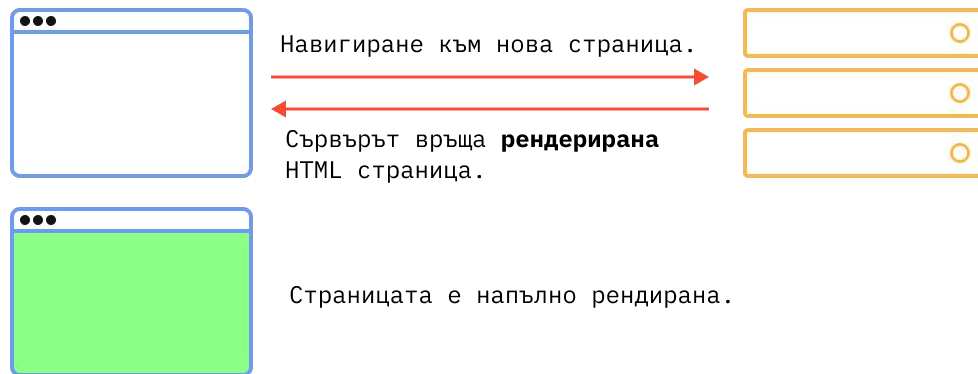 Навигиране към нова страница.
Сървърът връща рендерирана
HTML страница.
Страницата е напълно рендирана.